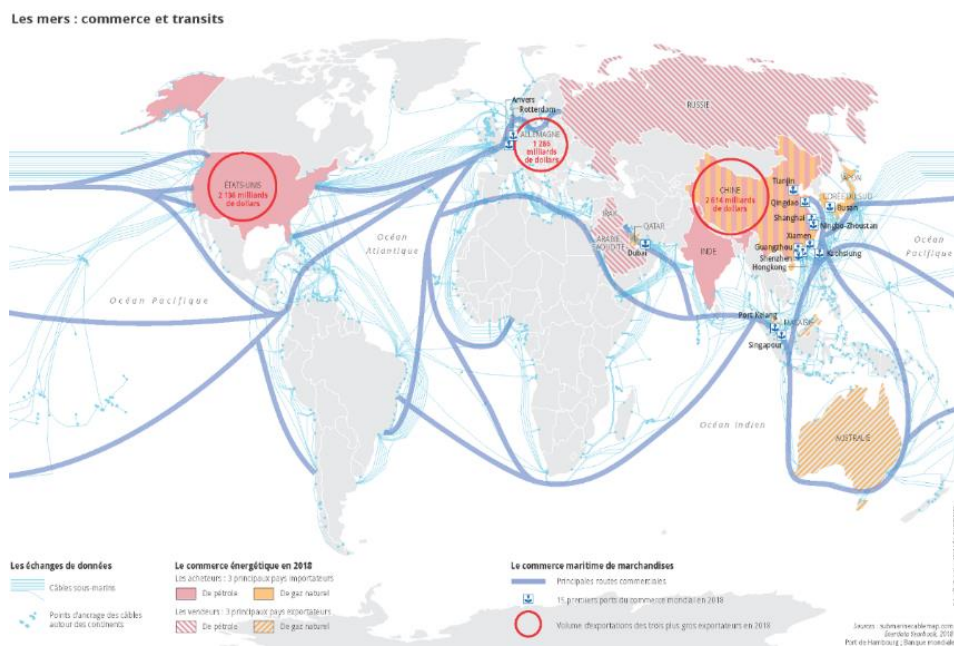 Les mers : commerce et transits
Anvers
Rotterdam
ALLEMAGNE
1 286
milliards
de dollars
RUSSIE
ÉTATS-UNIS
2 136 milliards
de dollars
CHINE
2 614 milliards
de dollars
Tianjin
JAPON
CORÉE DU SUD
Qingdao
Busan
Shanghai
Ningbo-Zhoustan
Xiamen
Guangzhou
Kaohsiung
Shenzhen
Hongkong
IRAK
QATAR
ARABIE
SAOUDITE
Dubai
INDE
Océan
Atlantique
Océan
Pacifique
Océan Pacifique
Port Kelang
MALAISIE
Singapour
Océan Indien
AUSTRALIE
Les échanges de données
Câbles sous-marins
Points d'ancrage des câbles
autour des continents
Le commerce énergétique en 2018
Les acheteurs : 3 principaux pays importateurs
De pétrole
De gaz naturel
Les vendeurs : 3 principaux pays exportateurs
De pétrole
De gaz naturel
Le commerce maritime de marchandises
Principales routes commerciales
15 premiers ports du commerce mondial en 2018
Volume d'exportations des trois plus gros exportateurs en 2018
Sources : submarinecablemap.com
Enerdata Yearbook, 2018
Port de Hambourg ; Banque mondiale